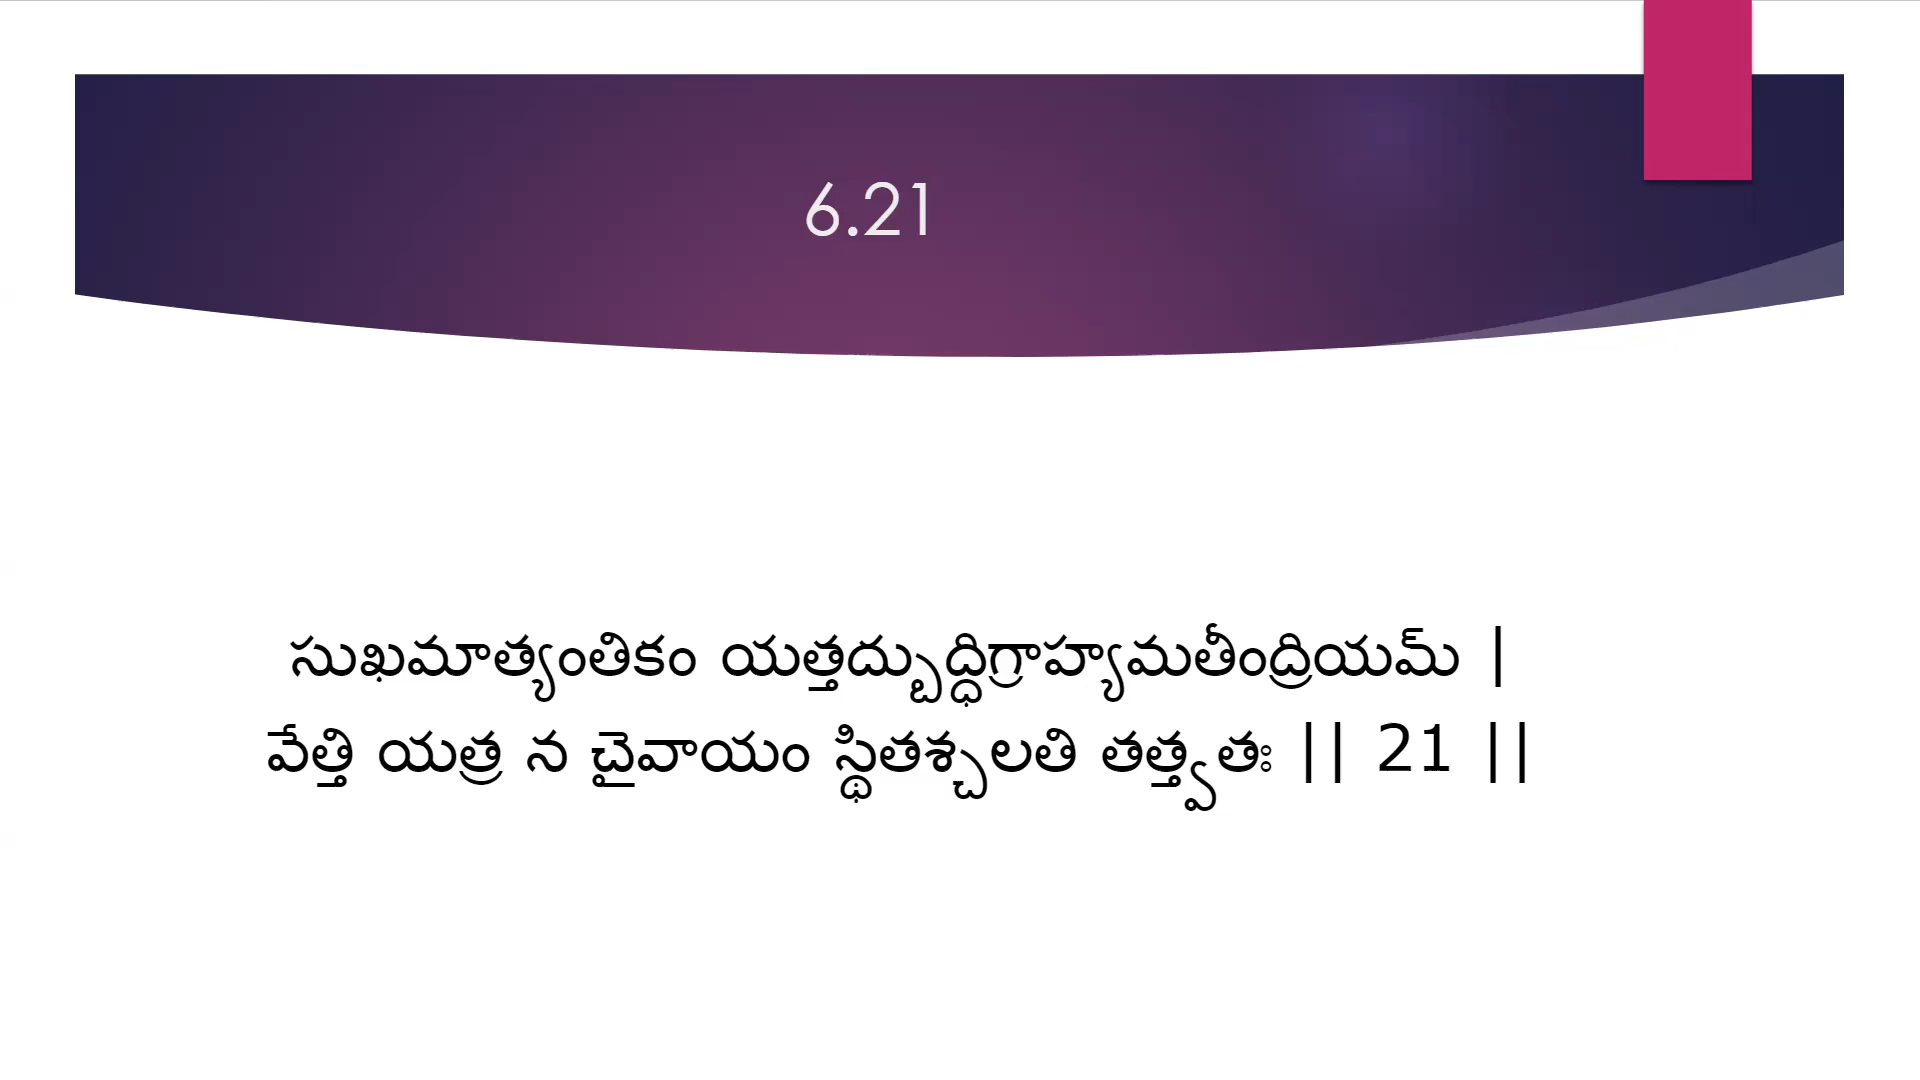 6.21
సుఖమాత్యంతికం యత్తద్బుద్ధిగ్రాహ్యమతీంద్రియమ్ |
వేత్తి యత్ర న చైవాయం స్థితశ్చలతి తత్త్వతః || 21 ||